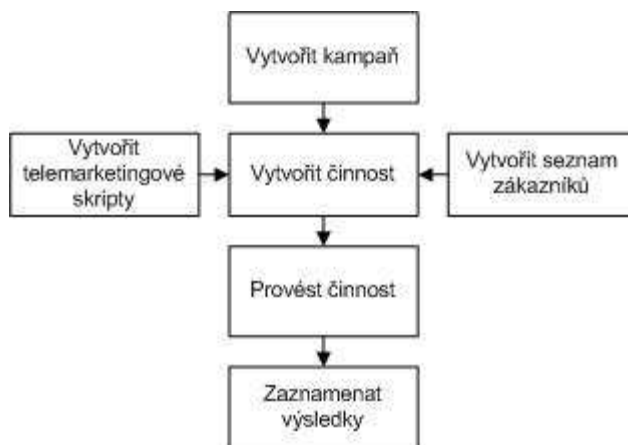 Vytvořit kampaň
Vytvořit
telemarketingové
skripty
Vytvořit činnost
Vytvořit seznam
zákazníků
Provést činnost
Zaznamenat
výsledky